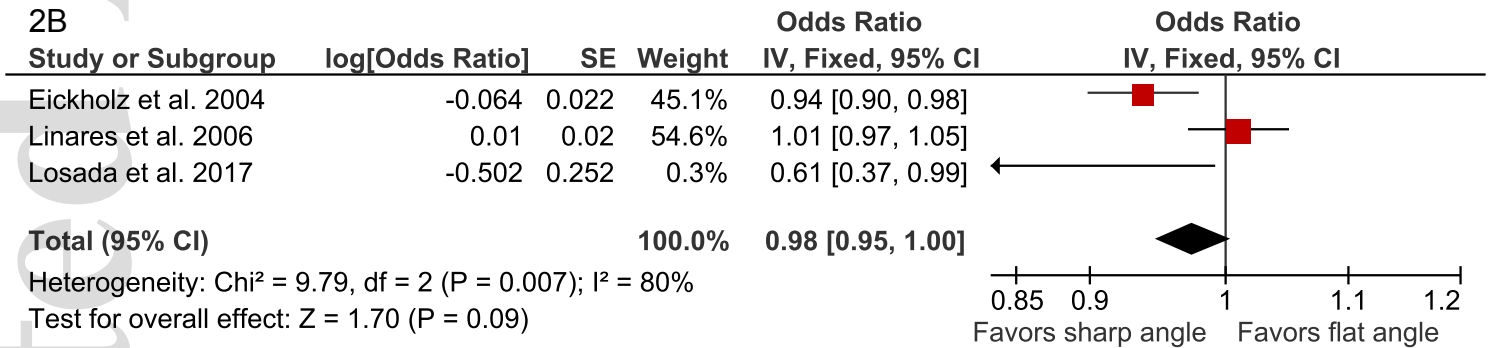 2B
Odds Ratio Odds Ratio
Study or Subgroup log[Odds Ratio] SE Weight IV, Fixed, 95% CI IV, Fixed, 95% CI
Eickholz et al. 2004 -0.064 0.022 45.1% 0.94 [0.90, 0.98]
Linares et al. 2006 0.01 0.02 54.6% 1.01 [0.97, 1.05]
Losada et al. 2017 -0.502 0.252 0.3% 0.61 [0.37, 0.99]
Total (95% CI) 100.0% 0.98 [0.95, 1.00]
Heterogeneity: Chi² = 9.79, df = 2 (P = 0.007); I² = 80%
Test for overall effect: Z = 1.70 (P = 0.09)
0.85 0.9 1 1.1 1.2
Favors sharp angle Favors flat angle
ted